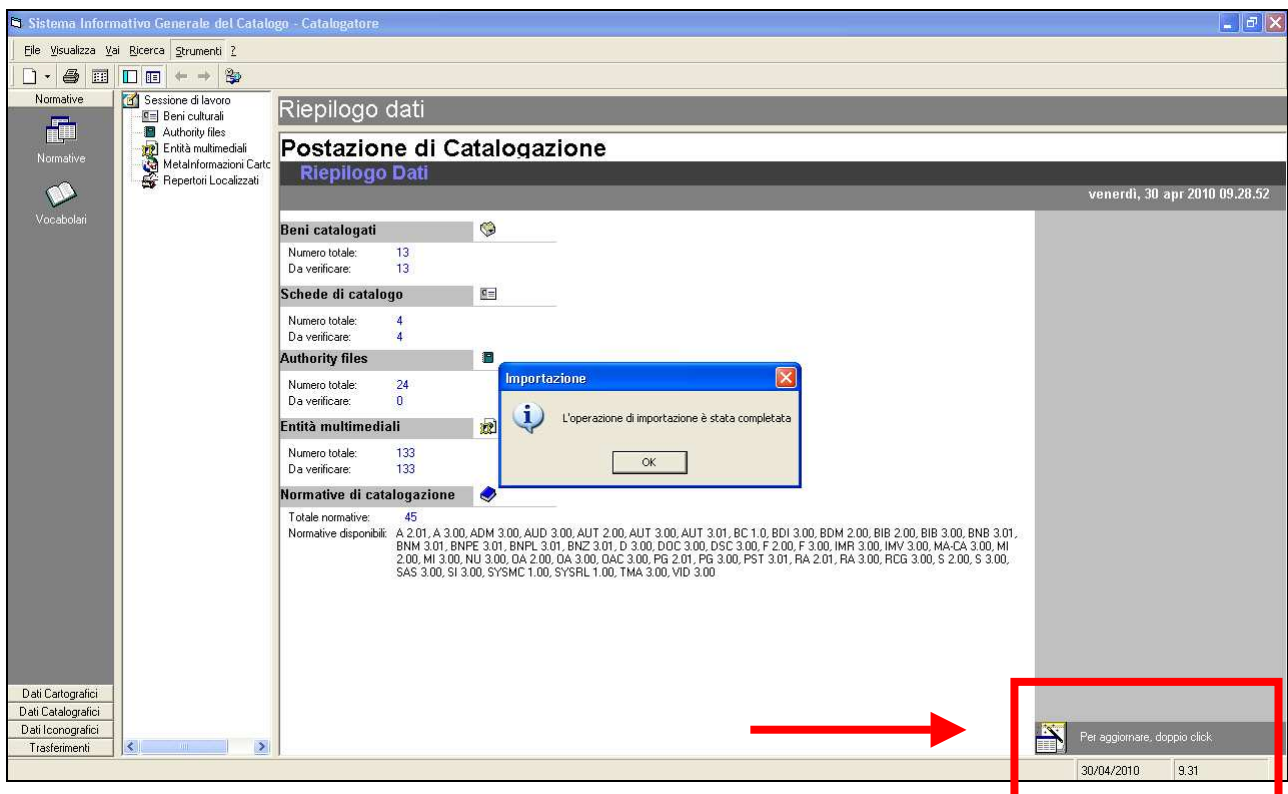 Sistema Informativo Generale del Catalogo - Catalogatore
File Visualizza Vai Ricerca Strumenti ?
Normative
Normative
Vocabolari
Dati Cartografici
Dati Catalografici
Dati Iconografici
Trasferimenti
Sessione di lavoro
Beni culturali
Authority files
Entità multimediali
MetaInformazioni Carto
Repertori Localizzati
Riepilogo dati
Postazione di Catalogazione
Riepilogo Dati
venerdì, 30 apr 2010 09.28.52
Beni catalogati
Numero totale: 13
Da verificare: 13
Schede di catalogo
Numero totale: 4
Da verificare: 4
Authority files
Numero totale: 24
Da verificare: 0
Entità multimediali
Numero totale: 133
Da verificare: 133
Normative di catalogazione
Totale normative: 45
Normative disponibili: A 2.01, A 3.00, ADM 3.00, AUD 3.00, AUT 2.00, AUT 3.00, AUT 3.01, BC 1.0, BDI 3.00, BDM 2.00, BIB 2.00, BIB 3.00, BNB 3.01,
BNM 3.01, BNPE 3.01, BNPL 3.01, BNZ 3.01, D 3.00, DOC 3.00, DSC 3.00, F 2.00, F 3.00, IMR 3.00, IMV 3.00, MA-CA 3.00, MI
2.00, MI 3.00, NU 3.00, OA 2.00, OA 3.00, OAC 3.00, PG 2.01, PG 3.00, PST 3.01, RA 2.01, RA 3.00, RCG 3.00, S 2.00, S 3.00,
SAS 3.00, SI 3.00, SYSMC 1.00, SYSRL 1.00, TMA 3.00, VID 3.00
Importazione
L'operazione di importazione è stata completata
OK
Per aggiornare, doppio click
30/04/2010 9.31